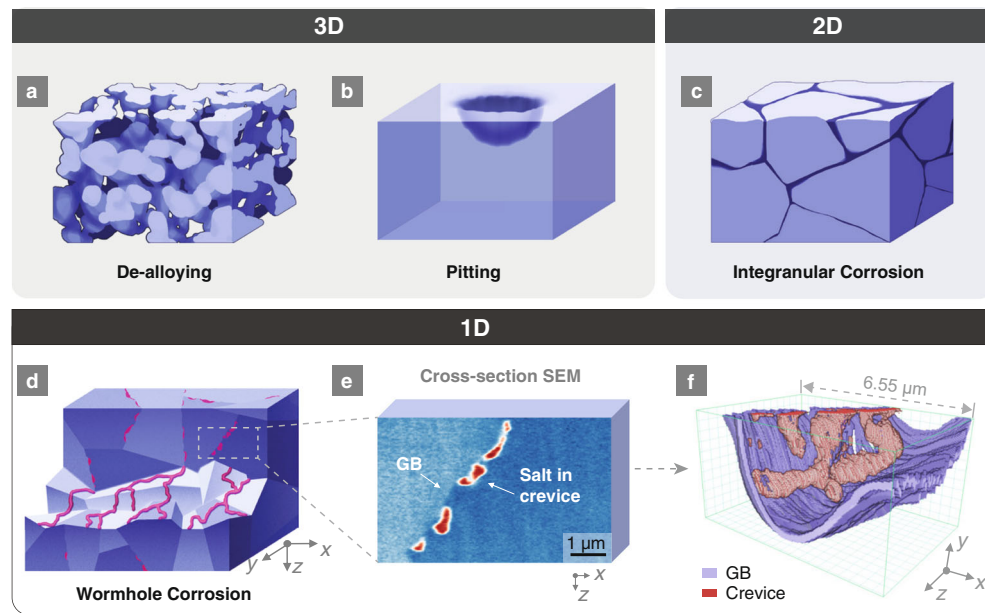 3D
2D
a
b
c
De-alloying
Pitting
Integranular Corrosion
1D
d
e
f
Cross-section SEM
6.55 µm
GB
Salt in
crevice
1 µm
y
x
z
Wormhole Corrosion
x
z
GB
Crevice
y
x
z